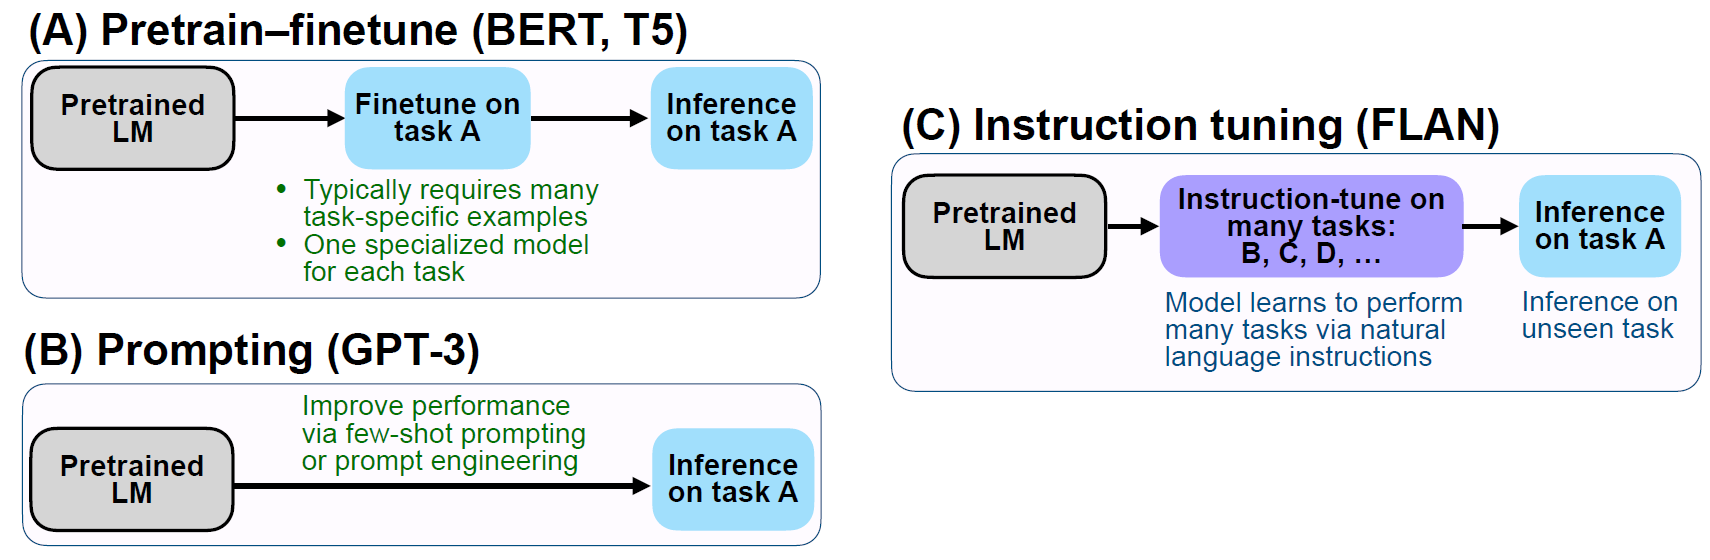 (A) Pretrain–finetune (BERT, T5)
Pretrained
LM
Finetune on
task A
Inference
on task A
• Typically requires many
task-specific examples
• One specialized model
for each task
(B) Prompting (GPT-3)
Pretrained
LM
Improve performance
via few-shot prompting
or prompt engineering
Inference
on task A
(C) Instruction tuning (FLAN)
Pretrained
LM
Instruction-tune on
many tasks:
B, C, D, …
Inference
on task A
Model learns to perform
many tasks via natural
language instructions
Inference on
unseen task